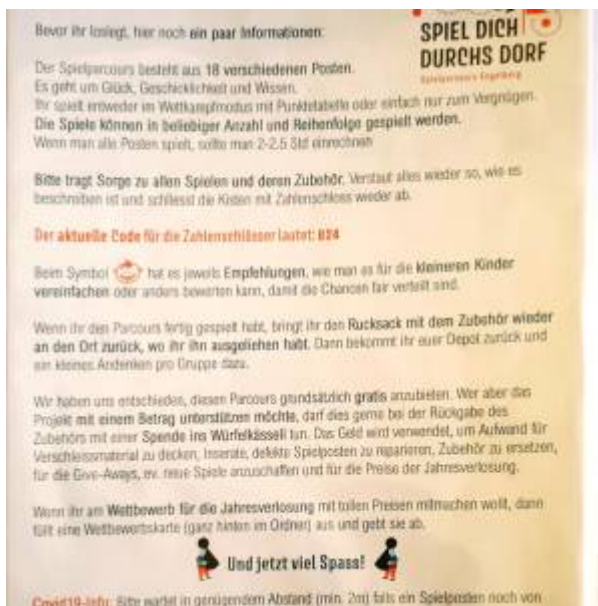 SPIEL DICH
DURCHS DORF
Spielparcours Engelberg
Bevor ihr loslegt, hier noch ein paar Informationen:
Der Spielparcours besteht aus 18 verschiedenen Posten.
Es geht um Glück, Geschicklichkeit und Wissen.
Ihr spielt entweder im Wettkampfmodus mit Punktetabelle oder einfach nur zum Vergnügen.
Die Spiele können in beliebiger Anzahl und Reihenfolge gespielt werden.
Wenn man alle Posten spielt, sollte man 2-2.5 Std einrechnen
Bitte tragt Sorge zu allen Spielen und deren Zubehör. Verstaut alles wieder so, wie es
beschrieben ist und schliesst die Kisten mit Zahlenschloss wieder ab.
Der aktuelle Code für die Zahlenschlösser lautet: 824
Beim Symbol hat es jeweils Empfehlungen, wie man es für die kleineren Kinder
vereinfachen oder anders bewerten kann, damit die Chancen fair verteilt sind.
Wenn ihr den Parcours fertig gespielt habt, bringt ihr den Rucksack mit dem Zubehör wieder
an den Ort zurück, wo ihr ihn ausgeliehen habt. Dann bekommt ihr euer Depot zurück und
ein kleines Andenken pro Gruppe dazu.
Wir haben uns entschieden, diesen Parcours grundsätzlich gratis anzubieten. Wer aber das
Projekt mit einem Betrag unterstützen möchte, darf dies gerne bei der Rückgabe des
Zubehörs mit einer Spende ins Würfelkässeli tun. Das Geld wird verwendet, um Aufwand für
Verschleissmaterial zu decken, Inserate, defekte Spielposten zu reparieren, Zubehör zu ersetzen,
für die Give-Aways, ev. neue Spiele anzuschaffen und für die Preise der Jahresverlosung.
Wenn ihr am Wettbewerb für die Jahresverlosung mit tollen Preisen mitmachen wollt, dann
füllt eine Wettbewerbskarte (ganz hinten im Ordner) aus und gebt sie ab.
Und jetzt viel Spass!
Covid19-Info: Bitte wartet in genügendem Abstand (min. 2m) falls ein Spielposten noch von